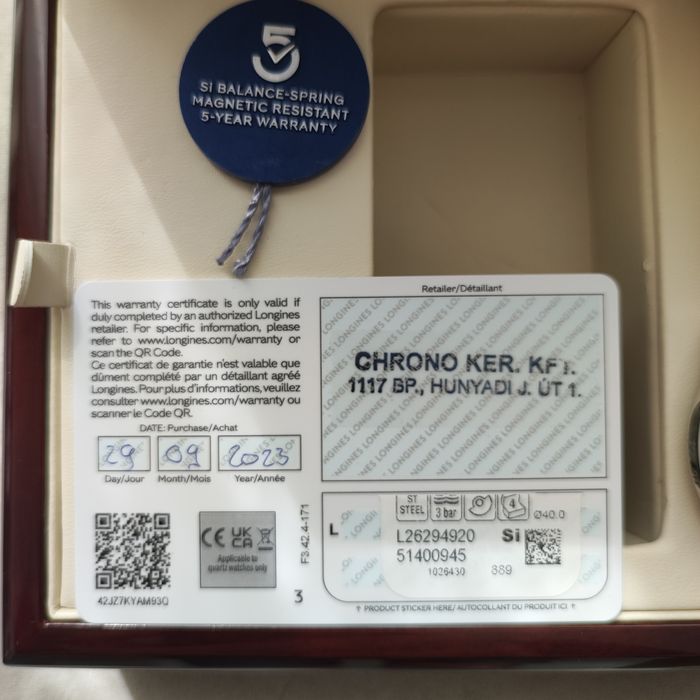 5
Si BALANCE-SPRING
MAGNETIC RESISTANT
5-YEAR WARRANTY
This warranty certificate is only valid if
duly completed by an authorized Longines
retailer. For specific information, please
refer to www.longines.com/warranty or
scan the QR Code.
Ce certificat de garantie n'est valable que
dûment complété par un détaillant agréé
Longines. Pour plus d'informations, veuillez
consulter www.longines.com/warranty ou
scanner le Code QR.
DATE: Purchase/Achat
29 09 2023
Day/Jour Month/Mois Year/Année
42JZ7KYAM93Q
CE UK CA
Applicable to
quartz watches only
3
F3.42.4-171
Retailer/Détaillant
CHRONO KER. KFT.
1117 BP., HUNYADI J. ÚT 1.
L
ST
STEEL
3 bar
4
Ø40.0
L26294920 Si
51400945
1026430 889
↑ PRODUCT STICKER HERE/ AUTOCOLLANT DU PRODUIT ICI ↑